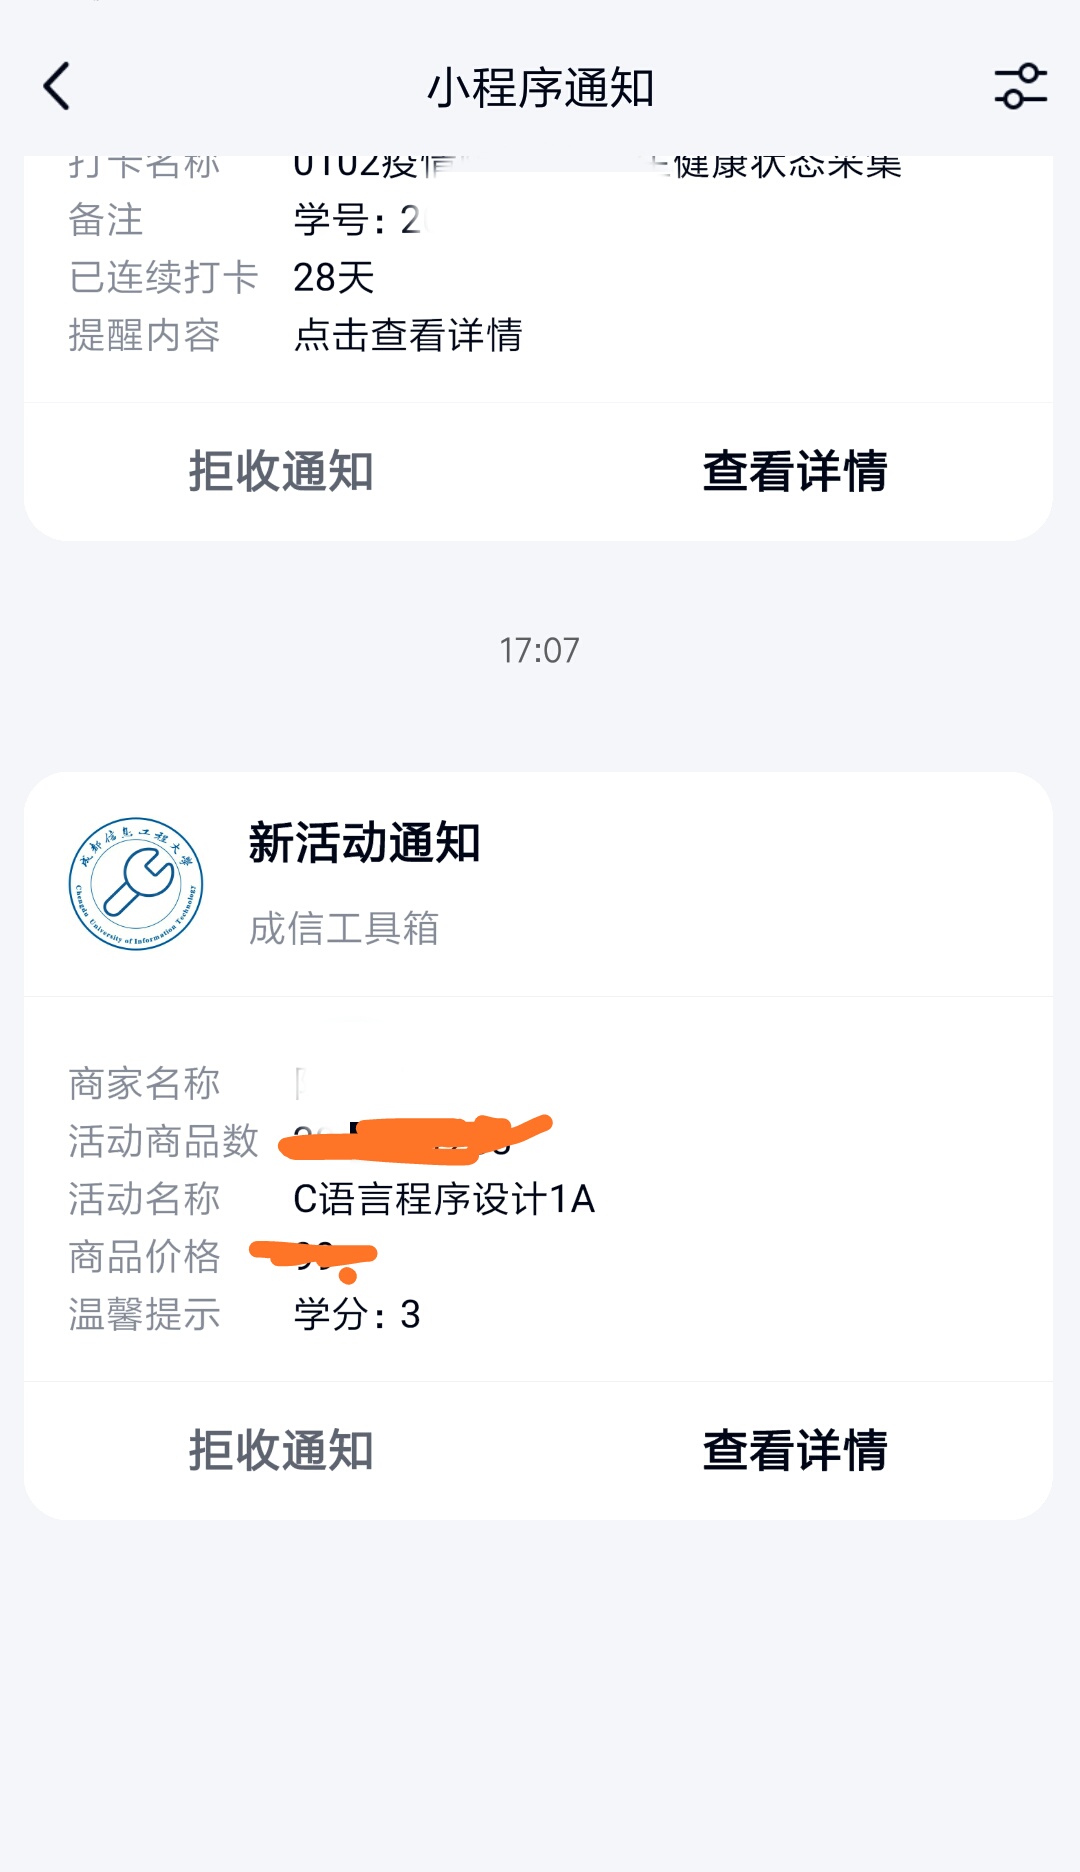 小程序通知
打卡名称 0102疫情 生健康状态采集
备注 学号：2
已连续打卡 28天
提醒内容 点击查看详情
拒收通知 查看详情
17:07
成都信息工程大学
Chengdu University of Information Technology
新活动通知
成信工具箱
商家名称
活动商品数
活动名称 C语言程序设计1A
商品价格 99
温馨提示 学分：3
拒收通知 查看详情